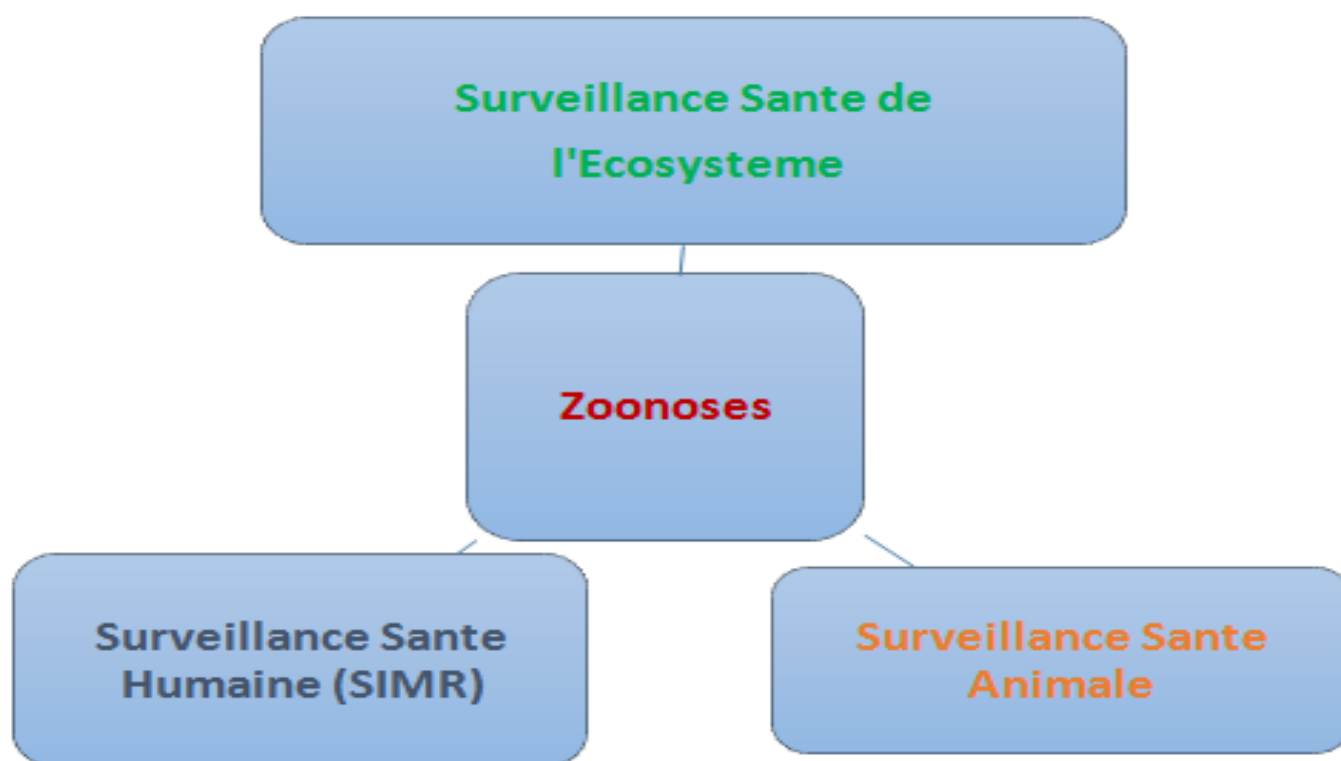 Surveillance Sante de
l'Ecosysteme
Zoonoses
Surveillance Sante
Humaine (SIMR)
Surveillance Sante
Animale